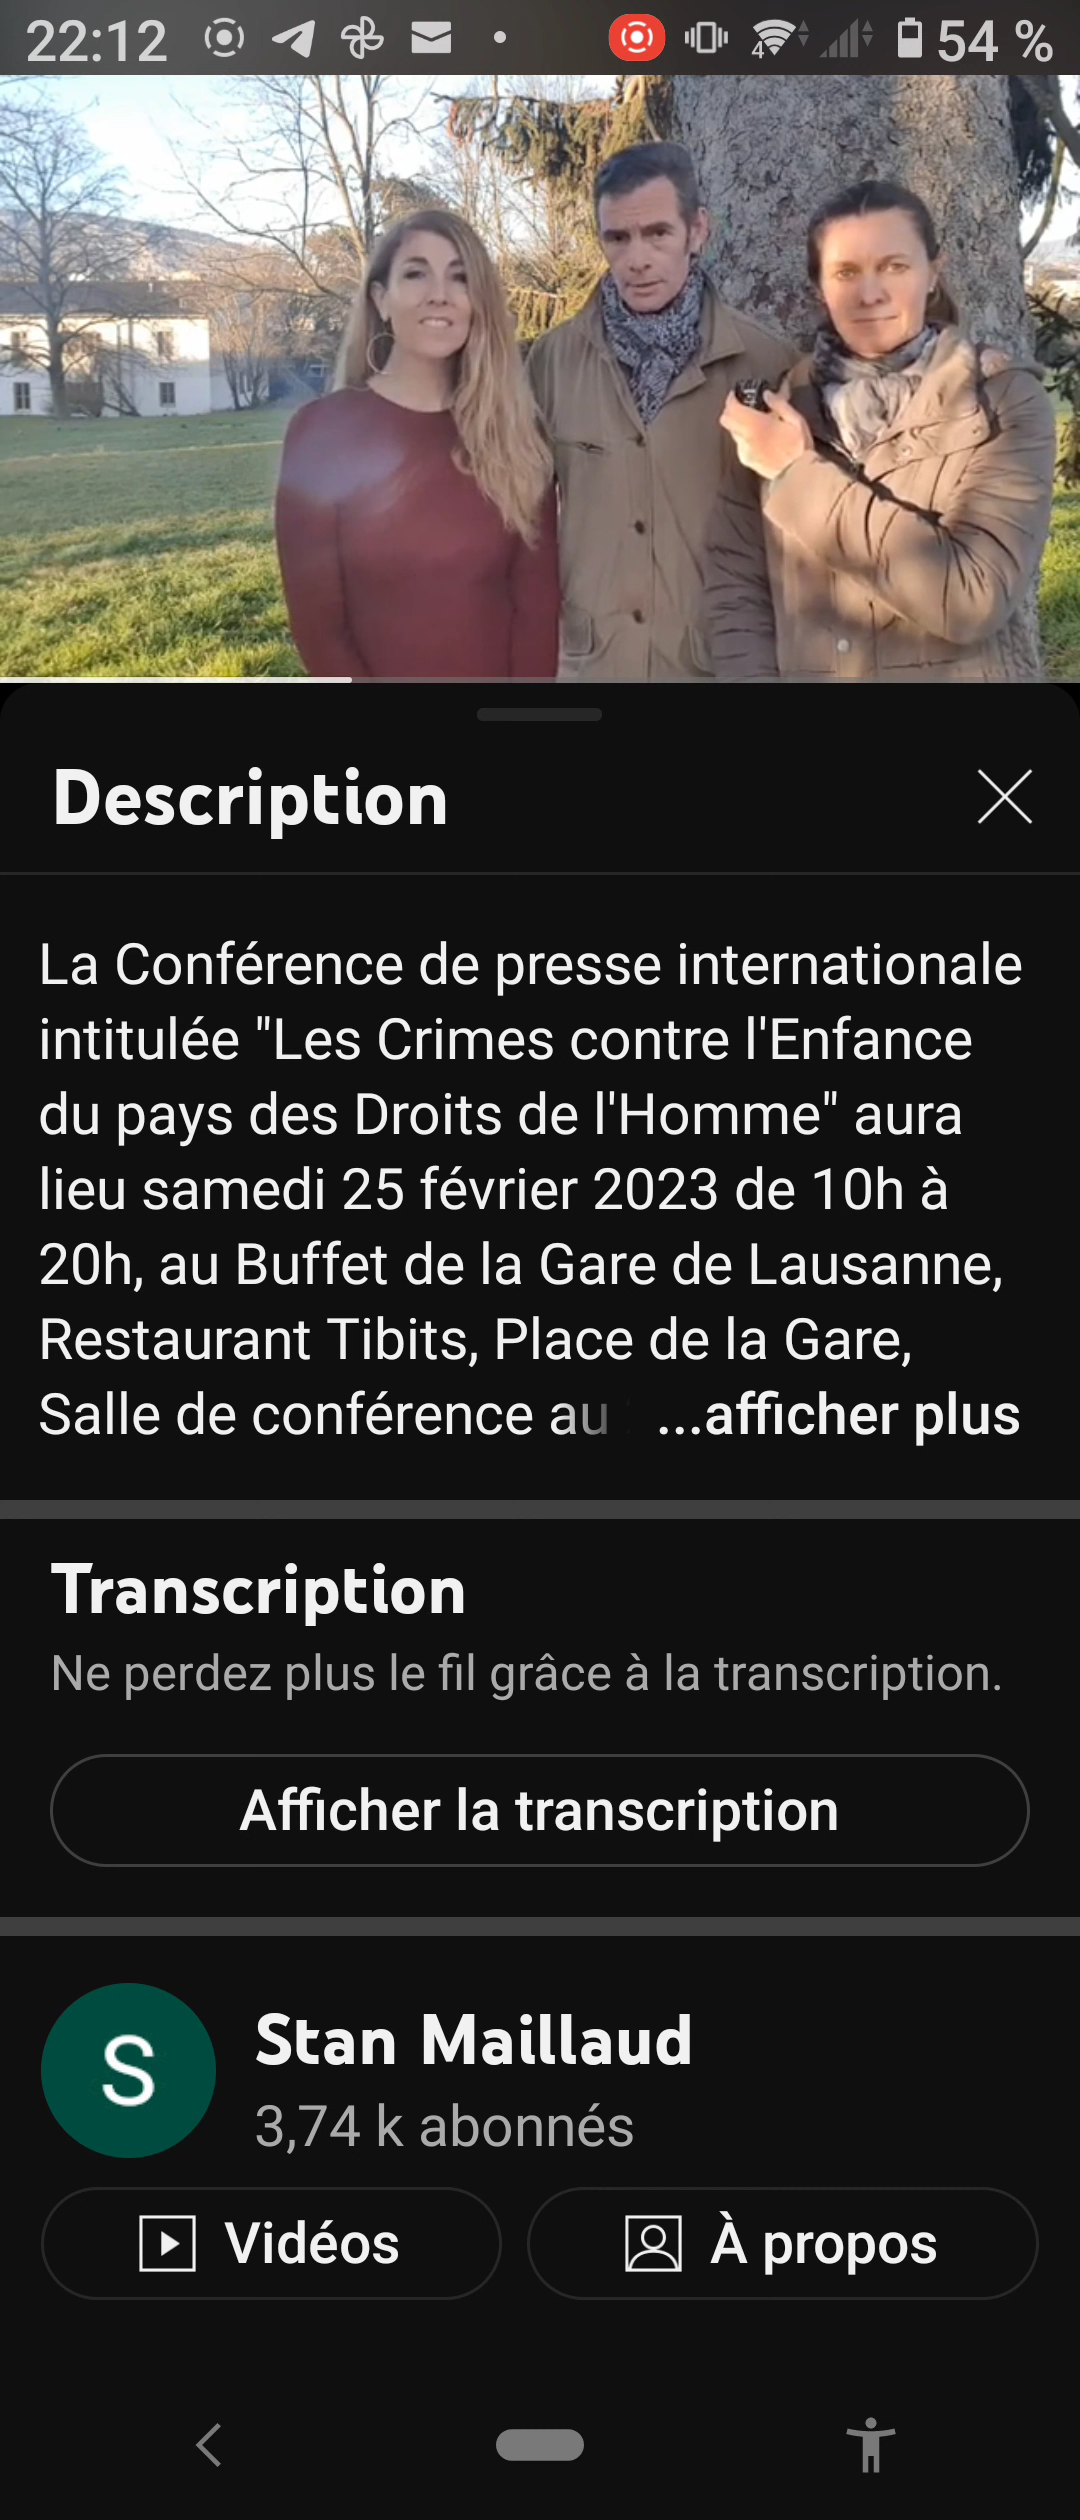 22:12
4
54 %
Description
La Conférence de presse internationale
intitulée "Les Crimes contre l'Enfance
du pays des Droits de l'Homme" aura
lieu samedi 25 février 2023 de 10h à
20h, au Buffet de la Gare de Lausanne,
Restaurant Tibits, Place de la Gare,
Salle de conférence au ...afficher plus
Transcription
Ne perdez plus le fil grâce à la transcription.
Afficher la transcription
S
Stan Maillaud
3,74 k abonnés
Vidéos
À propos